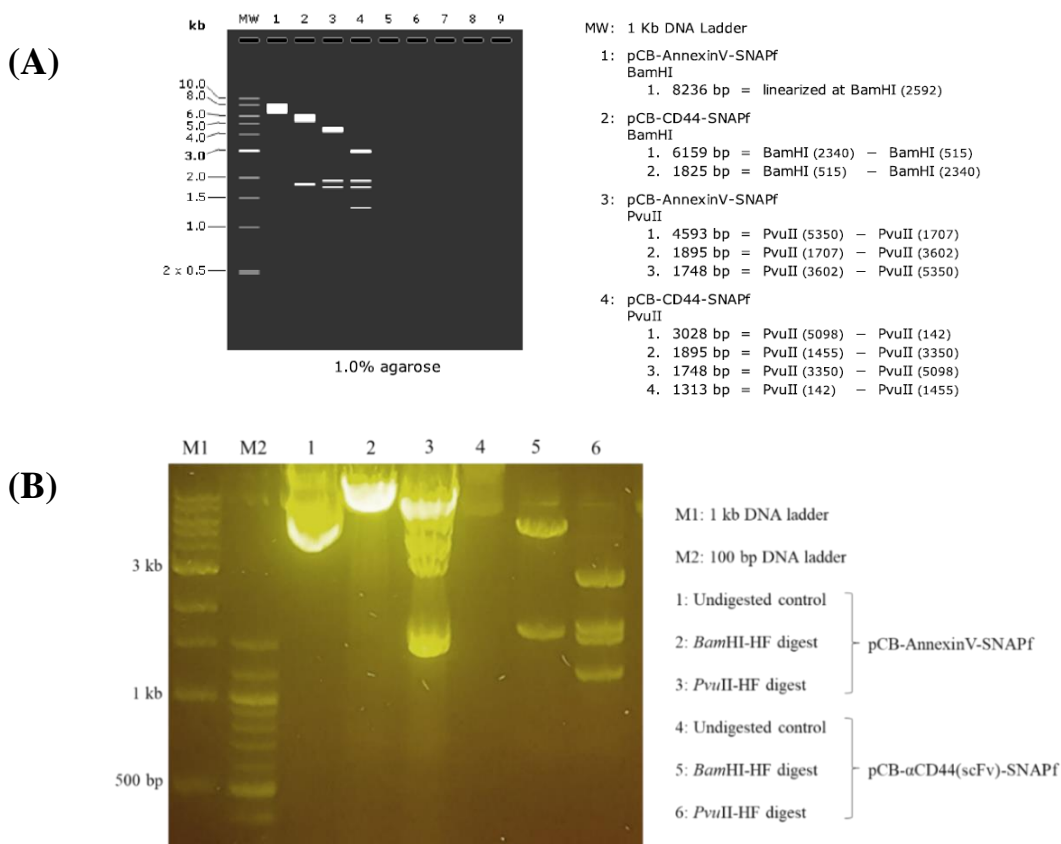 (A)
kb
MW 1 2 3 4 5 6 7 8 9
10.0
8.0
6.0
5.0
4.0
3.0
2.0
1.5
1.0
2 x 0.5
1.0% agarose
MW: 1 Kb DNA Ladder
1: pCB-AnnexinV-SNAPf
BamHI
1. 8236 bp = linearized at BamHI (2592)
2: pCB-CD44-SNAPf
BamHI
1. 6159 bp = BamHI (2340) – BamHI (515)
2. 1825 bp = BamHI (515) – BamHI (2340)
3: pCB-AnnexinV-SNAPf
PvuII
1. 4593 bp = PvuII (5350) – PvuII (1707)
2. 1895 bp = PvuII (1707) – PvuII (3602)
3. 1748 bp = PvuII (3602) – PvuII (5350)
4: pCB-CD44-SNAPf
PvuII
1. 3028 bp = PvuII (5098) – PvuII (142)
2. 1895 bp = PvuII (1455) – PvuII (3350)
3. 1748 bp = PvuII (3350) – PvuII (5098)
4. 1313 bp = PvuII (142) – PvuII (1455)
(B)
M1 M2 1 2 3 4 5 6
3 kb
1 kb
500 bp
M1: 1 kb DNA ladder
M2: 100 bp DNA ladder
1: Undigested control
2: BamHI-HF digest
3: PvuII-HF digest
pCB-AnnexinV-SNAPf
4: Undigested control
5: BamHI-HF digest
6: PvuII-HF digest
pCB-αCD44(scFv)-SNAPf